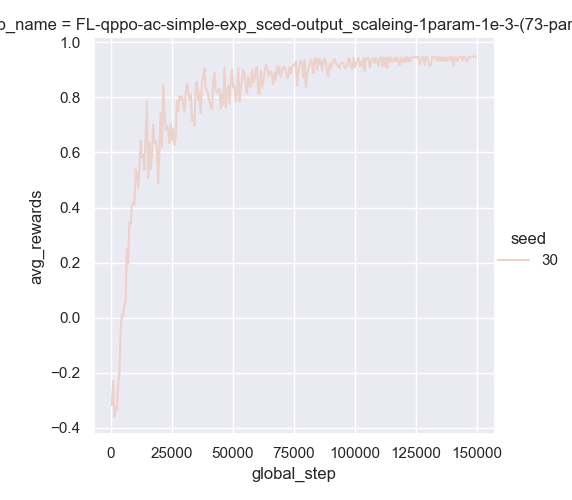 p_name = FL-qppo-ac-simple-exp_sced-output_scaleing-1param-1e-3-(73-par
1.0
0.8
0.6
0.4
0.2
0.0
−0.2
−0.4
avg_rewards
0 25000 50000 75000 100000 125000 150000
global_step
seed
30